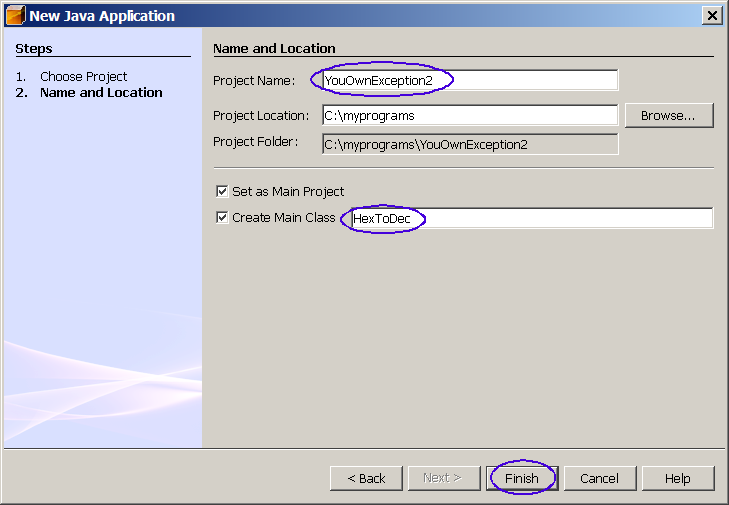 New Java Application
Steps
1. Choose Project
2. Name and Location
Name and Location
Project Name: YouOwnException2
Project Location: C:\myprograms Browse...
Project Folder: C:\myprograms\YouOwnException2
Set as Main Project
Create Main Class HexToDec
< Back Next > Finish Cancel Help